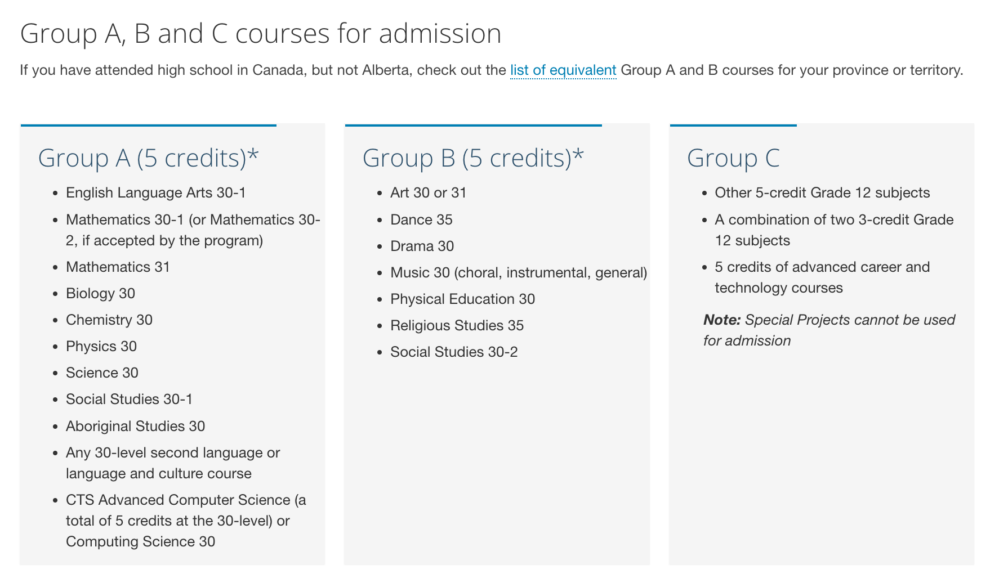 Group A, B and C courses for admission
If you have attended high school in Canada, but not Alberta, check out the list of equivalent Group A and B courses for your province or territory.
Group A (5 credits)*
• English Language Arts 30-1
• Mathematics 30-1 (or Mathematics 30-
2, if accepted by the program)
• Mathematics 31
• Biology 30
• Chemistry 30
• Physics 30
• Science 30
• Social Studies 30-1
• Aboriginal Studies 30
• Any 30-level second language or
language and culture course
• CTS Advanced Computer Science (a
total of 5 credits at the 30-level) or
Computing Science 30
Group B (5 credits)*
• Art 30 or 31
• Dance 35
• Drama 30
• Music 30 (choral, instrumental, general)
• Physical Education 30
• Religious Studies 35
• Social Studies 30-2
Group C
• Other 5-credit Grade 12 subjects
• A combination of two 3-credit Grade
12 subjects
• 5 credits of advanced career and
technology courses
Note: Special Projects cannot be used
for admission